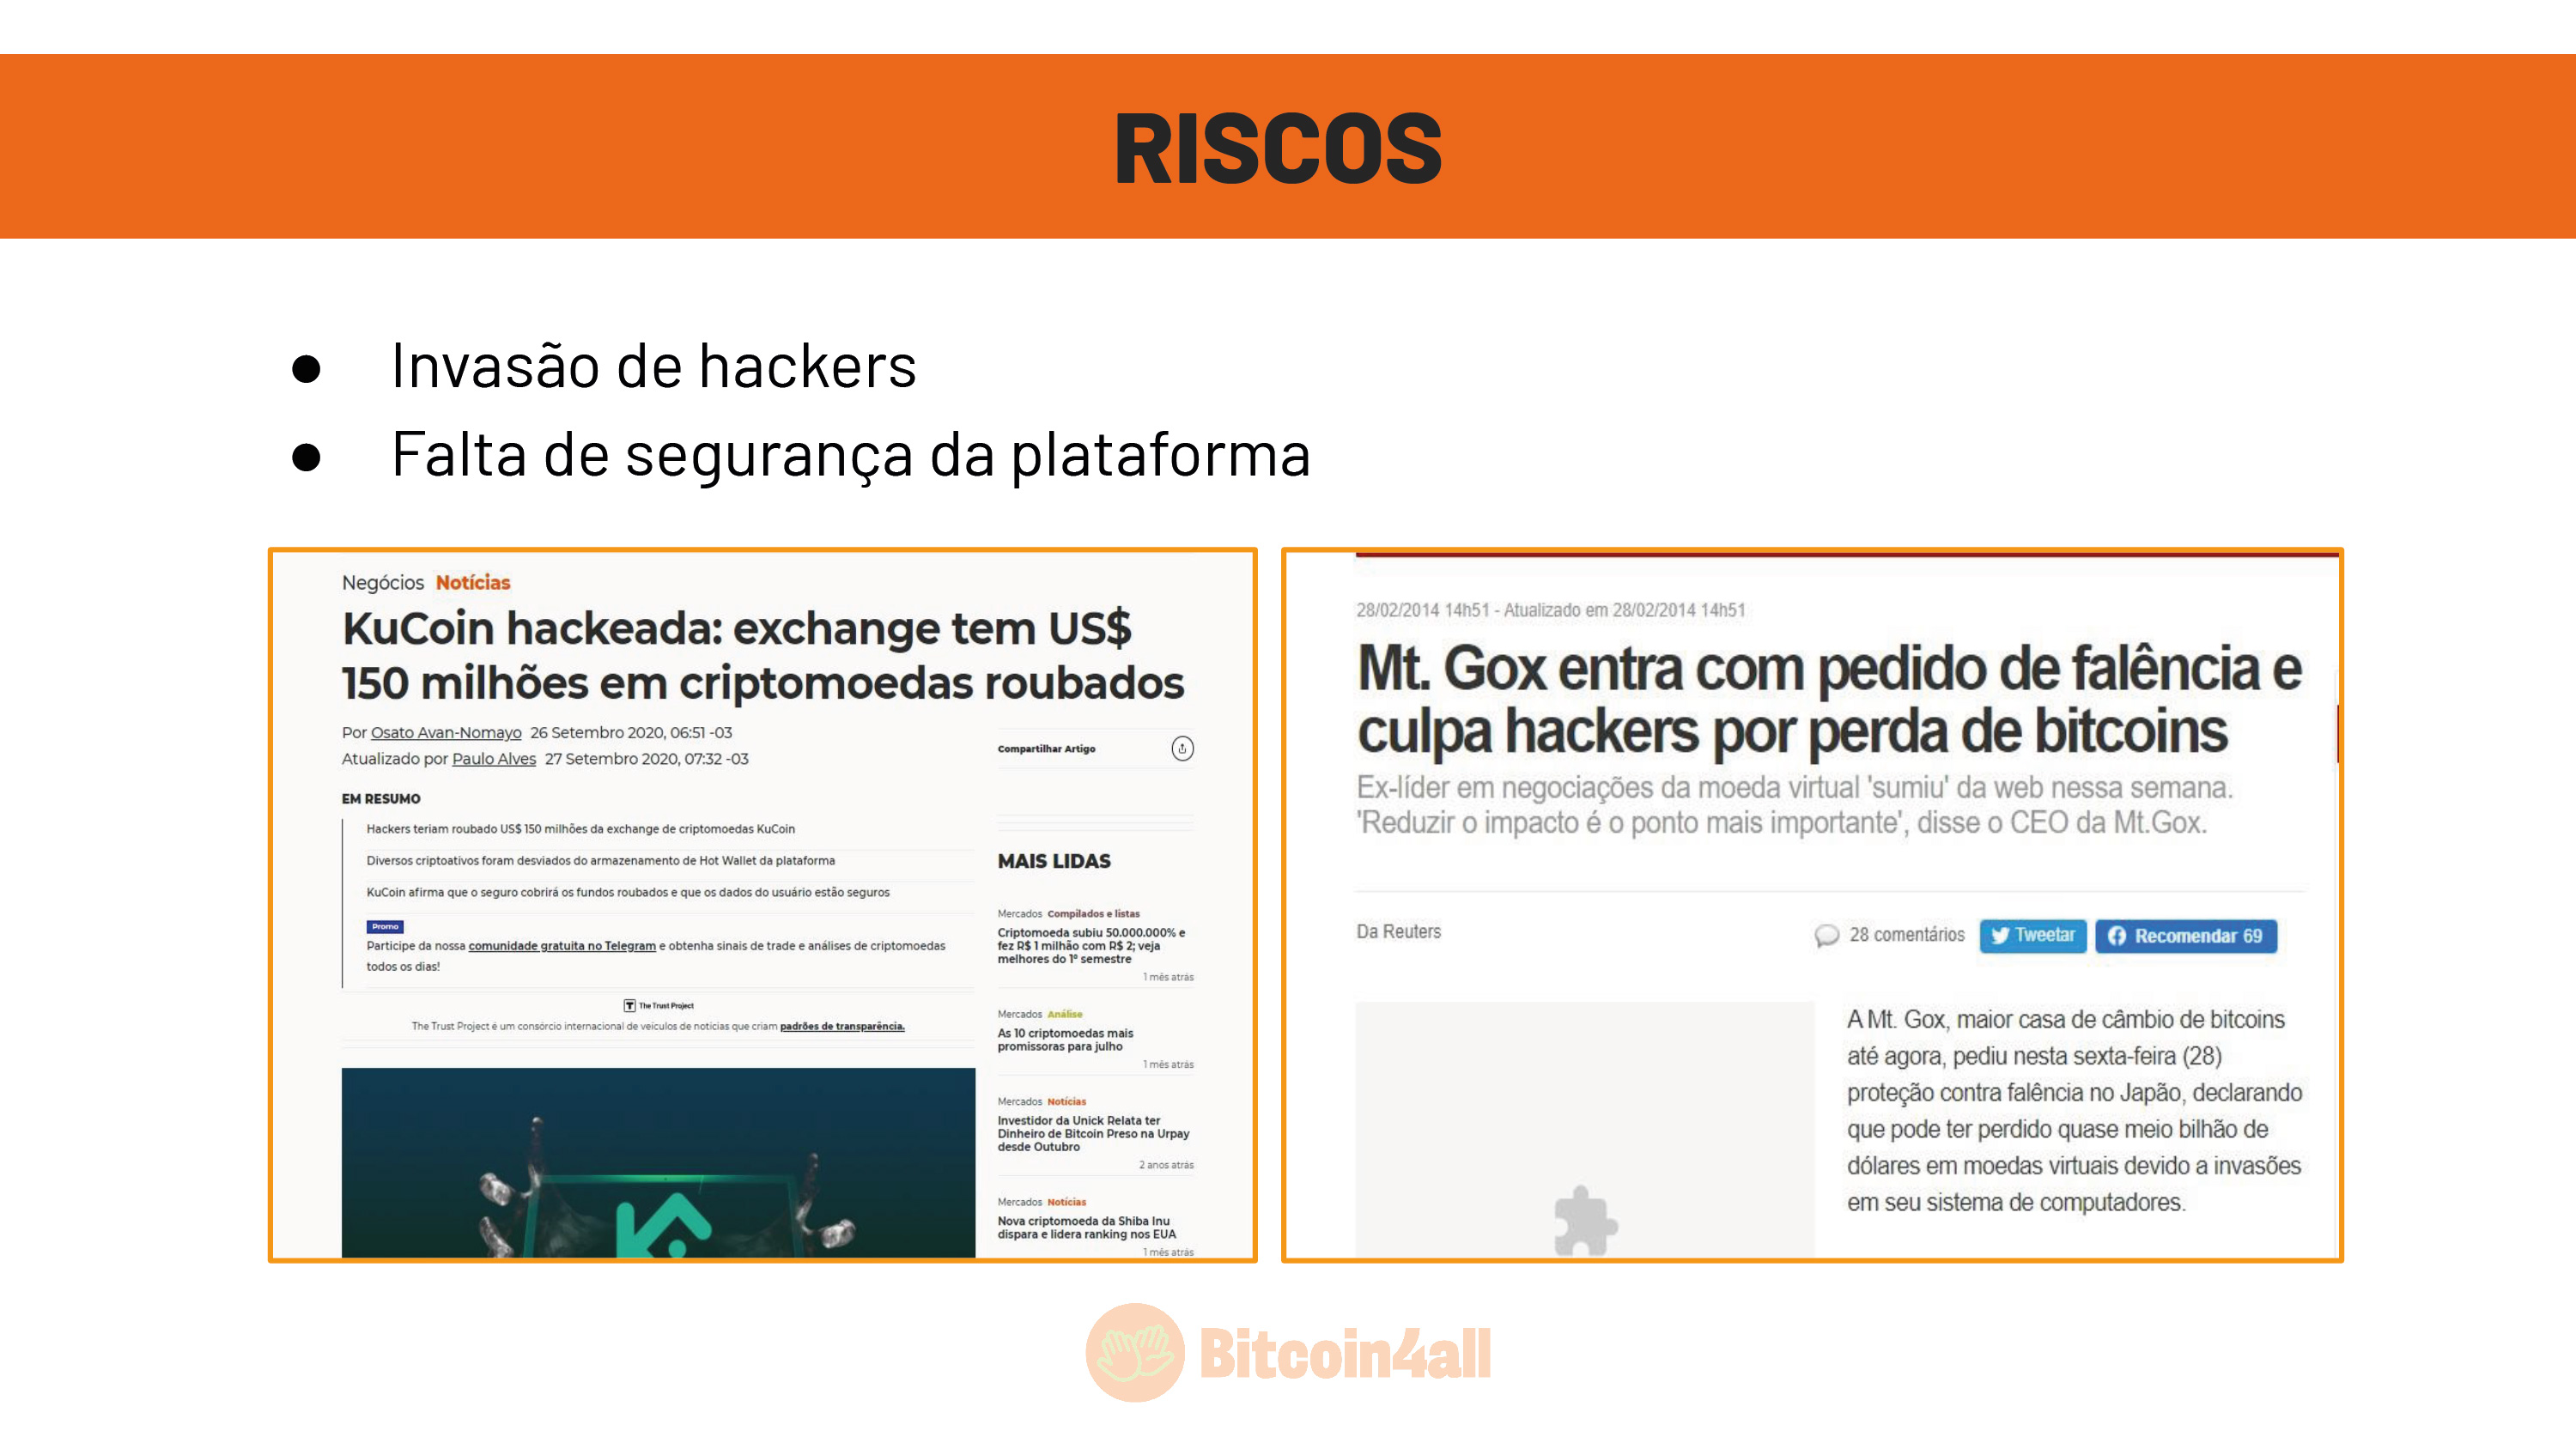 RISCOS
● Invasão de hackers
● Falta de segurança da plataforma
Negócios Notícias
KuCoin hackeada: exchange tem US$
150 milhões em criptomoedas roubados
Por Osato Avan-Nomayo 26 Setembro 2020, 06:51 -03
Atualizado por Paulo Alves 27 Setembro 2020, 07:32 -03
EM RESUMO
Hackers teriam roubado US$ 150 milhões da exchange de criptomoedas KuCoin
Diversos criptoativos foram desviados do armazenamento de Hot Wallet da plataforma
KuCoin afirma que o seguro cobrirá os fundos roubados e que os dados do usuário estão seguros
Promo
Participe da nossa comunidade gratuita no Telegram e obtenha sinais de trade e análises de criptomoedas
todos os dias!
The Trust Project
The Trust Project é um consórcio internacional de veículos de notícias que criam padrões de transparência.
Compartilhar Artigo
MAIS LIDAS
Mercados Compilados e listas
Criptomoeda subiu 50.000.000% e
fez R$ 1 milhão com R$ 2; veja
melhores do 1º semestre
1 mês atrás
Mercados Análise
As 10 criptomoedas mais
promissoras para julho
1 mês atrás
Mercados Notícias
Investidor da Unick Relata ter
Dinheiro de Bitcoin Preso na Urpay
desde Outubro
2 anos atrás
Mercados Notícias
Nova criptomoeda da Shiba Inu
dispara e lidera ranking nos EUA
1 mês atrás
28/02/2014 14h51 - Atualizado em 28/02/2014 14h51
Mt. Gox entra com pedido de falência e
culpa hackers por perda de bitcoins
Ex-líder em negociações da moeda virtual 'sumiu' da web nessa semana.
'Reduzir o impacto é o ponto mais importante', disse o CEO da Mt.Gox.
Da Reuters
28 comentários Tweetar Recomendar 69
A Mt. Gox, maior casa de câmbio de bitcoins
até agora, pediu nesta sexta-feira (28)
proteção contra falência no Japão, declarando
que pode ter perdido quase meio bilhão de
dólares em moedas virtuais devido a invasões
em seu sistema de computadores.
Bitcoin4all